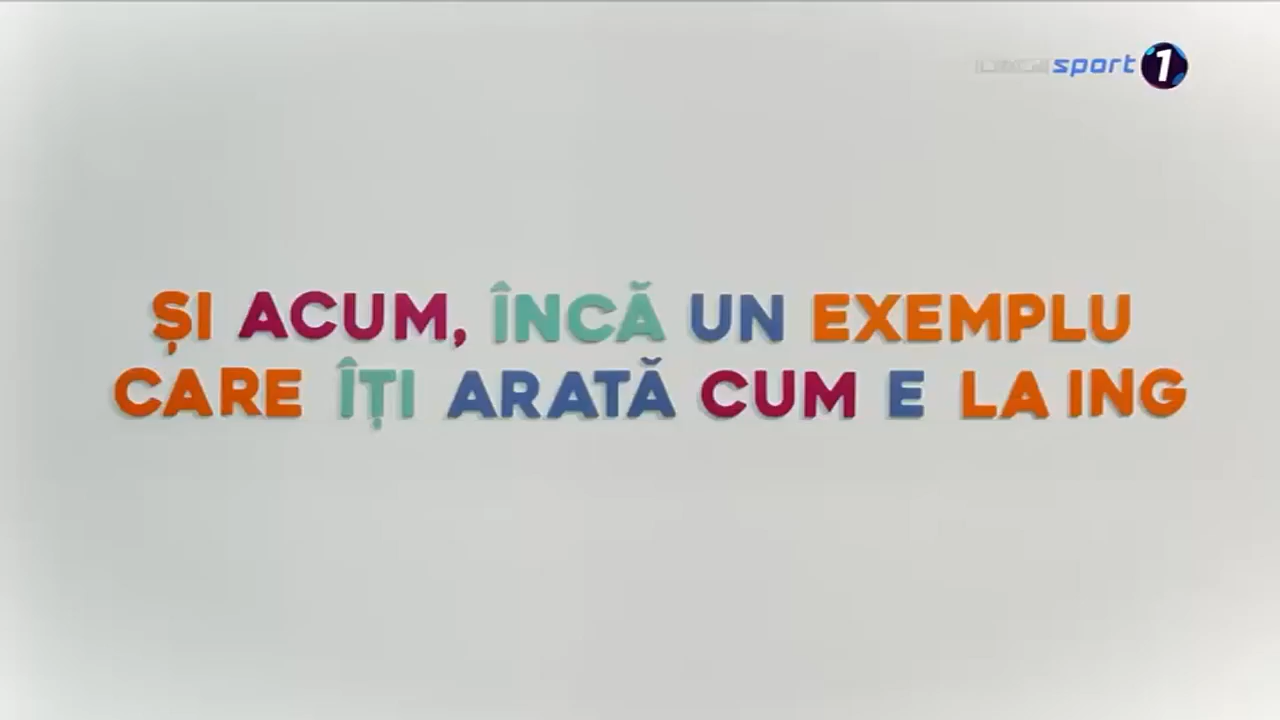 sport 1
ȘI ACUM, ÎNCĂ UN EXEMPLU
CARE ÎȚI ARATĂ CUM E LA ING